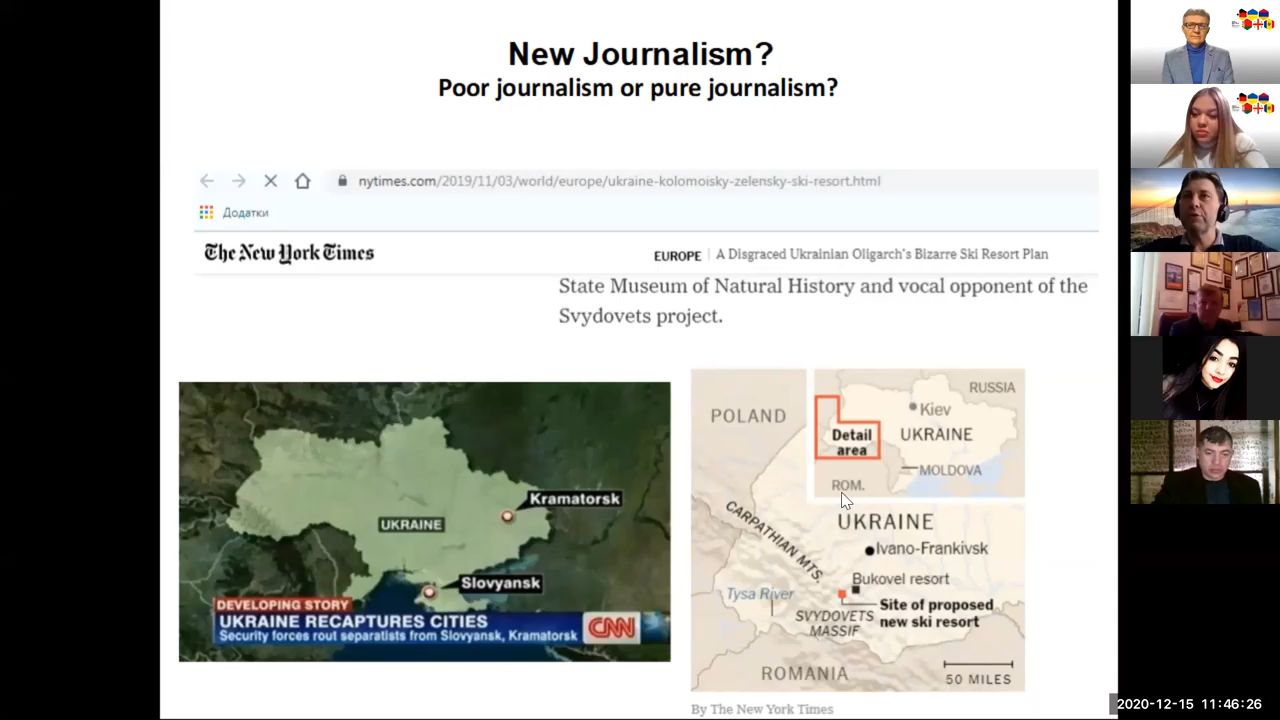 New Journalism?
Poor journalism or pure journalism?
nytimes.com/2019/11/03/world/europe/ukraine-kolomoisky-zelensky-ski-resort.html
Додатки
The New York Times
EUROPE | A Disgraced Ukrainian Oligarch's Bizarre Ski Resort Plan
State Museum of Natural History and vocal opponent of the
Svydovets project.
Kramatorsk
UKRAINE
Slovyansk
DEVELOPING STORY
UKRAINE RECAPTURES CITIES
Security forces rout separatists from Slovyansk, Kramatorsk
CNN
POLAND
RUSSIA
Kiev
Detail
area
UKRAINE
MOLDOVA
ROM.
CARPATHIAN MTS.
UKRAINE
Ivano-Frankivsk
Bukovel resort
Tysa River
Site of proposed
new ski resort
SVYDOVETS
MASSIF
ROMANIA
50 MILES
By The New York Times
2020-12-15 11:46:26